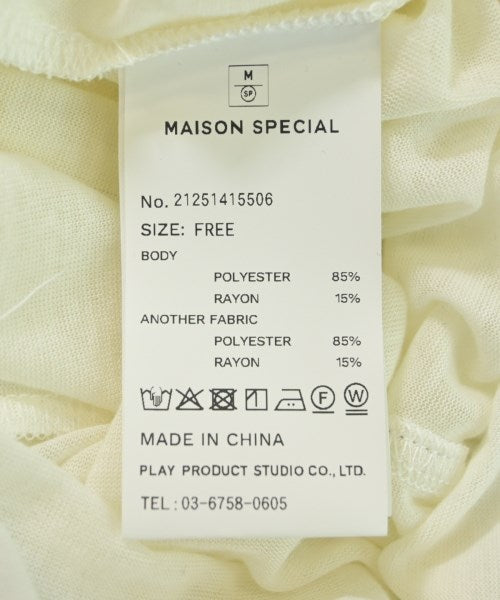 M
SP
MAISON SPECIAL
No. 21251415506
SIZE: FREE
BODY
POLYESTER 85%
RAYON 15%
ANOTHER FABRIC
POLYESTER 85%
RAYON 15%
F W
MADE IN CHINA
PLAY PRODUCT STUDIO CO., LTD.
TEL : 03-6758-0605